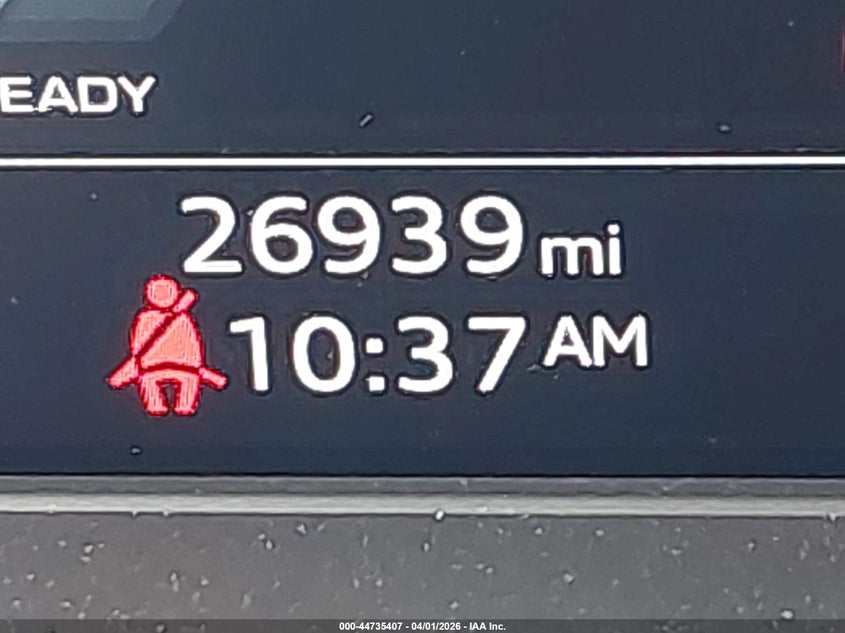 EADY
26939 mi
10:37 AM
000-44735407 - 04/01/2026 - IAA Inc.